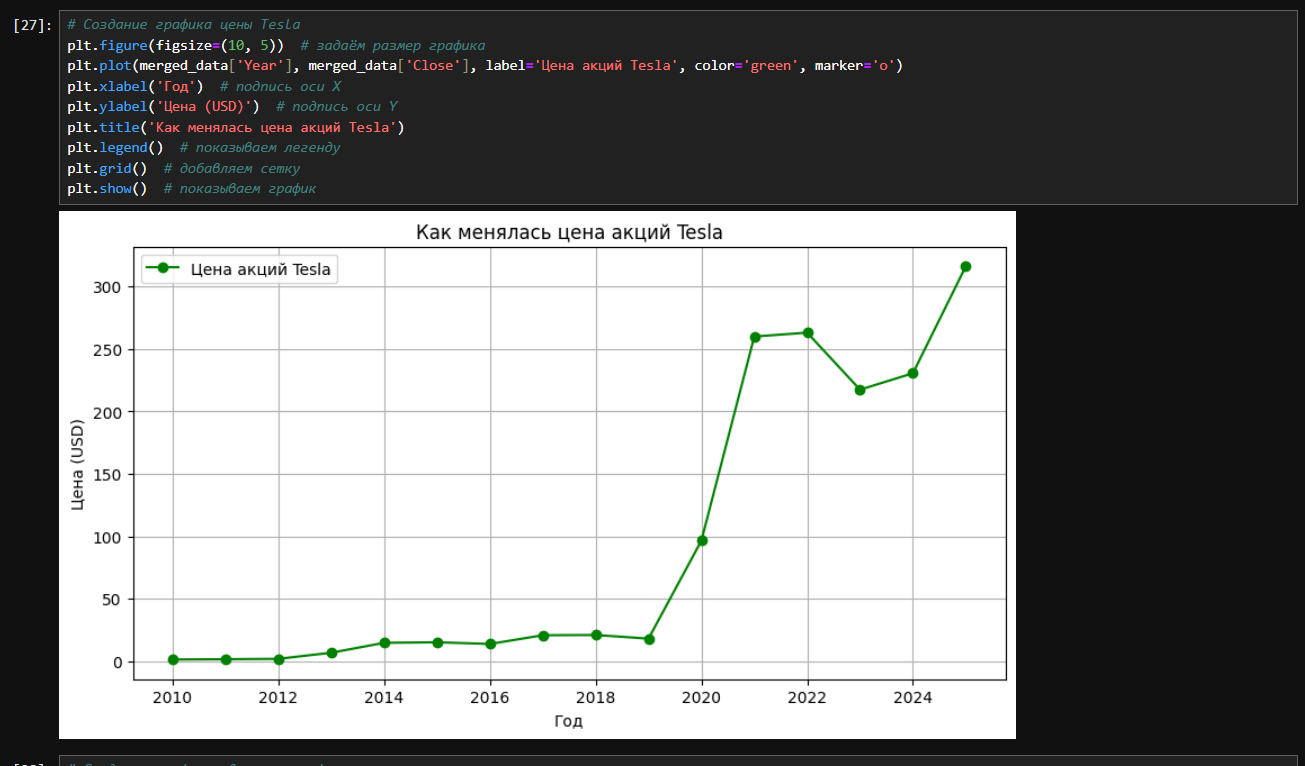 [27]:
# Создание графика цены Tesla
plt.figure(figsize=(10, 5))  # задаём размер графика
plt.plot(merged_data['Year'], merged_data['Close'], label='Цена акций Tesla', color='green', marker='o')
plt.xlabel('Год')  # подпись оси X
plt.ylabel('Цена (USD)')  # подпись оси Y
plt.title('Как менялась цена акций Tesla')
plt.legend()  # показываем легенду
plt.grid()  # добавляем сетку
plt.show()  # показываем график
Как менялась цена акций Tesla
Цена акций Tesla
300
250
200
150
100
50
0
Цена (USD)
2010 2012 2014 2016 2018 2020 2022 2024
Год